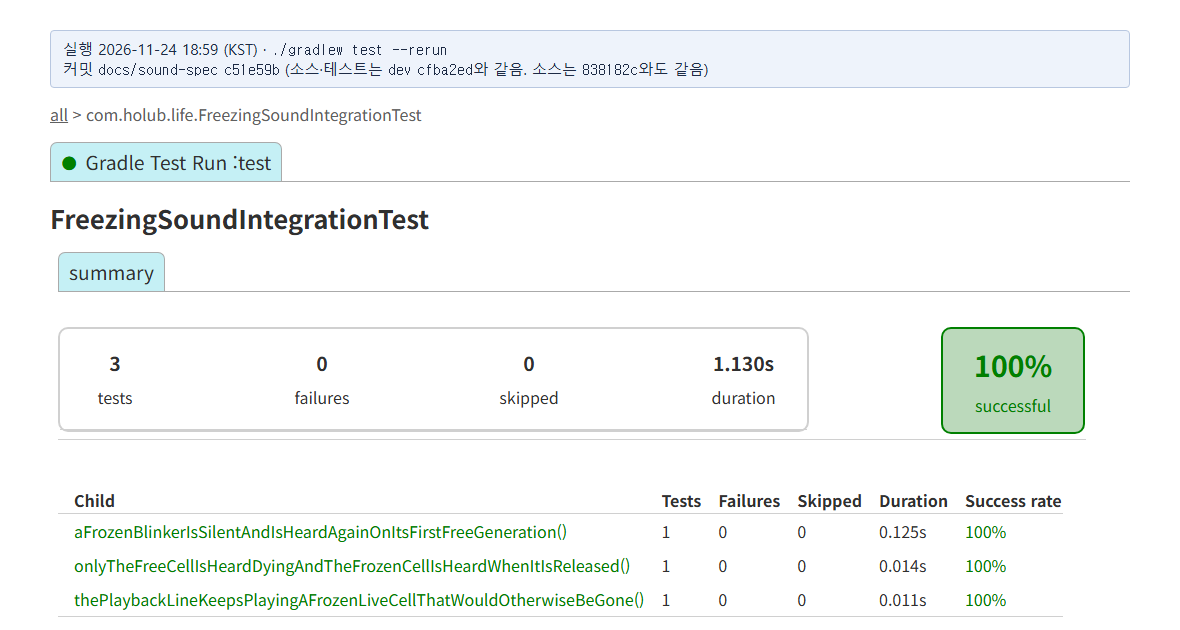 실행 2026-11-24 18:59 (KST) · ./gradlew test --rerun
커밋 docs/sound-spec c51e59b (소스·테스트는 dev cfba2ed와 같음. 소스는 838182c와도 같음)
all > com.holub.life.FreezingSoundIntegrationTest
Gradle Test Run :test
FreezingSoundIntegrationTest
summary
3 0 0 1.130s 100%
tests failures skipped duration successful
Child Tests Failures Skipped Duration Success rate
aFrozenBlinkerIsSilentAndIsHeardAgainOnItsFirstFreeGeneration() 1 0 0 0.125s 100%
onlyTheFreeCellIsHeardDyingAndTheFrozenCellIsHeardWhenItIsReleased() 1 0 0 0.014s 100%
thePlaybackLineKeepsPlayingAFrozenLiveCellThatWouldOtherwiseBeGone() 1 0 0 0.011s 100%